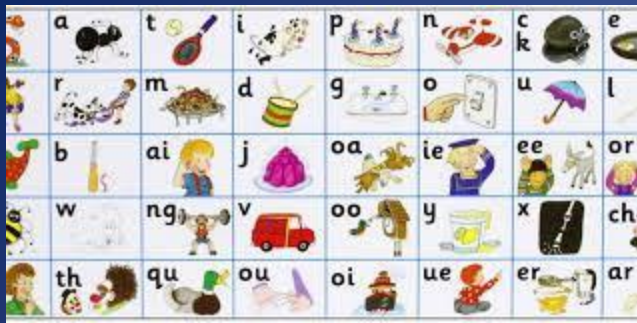 a t i p n c k e
r m d g o u l
b ai j oa ie ee or
w ng v oo y x ch
th qu ou oi ue er ar